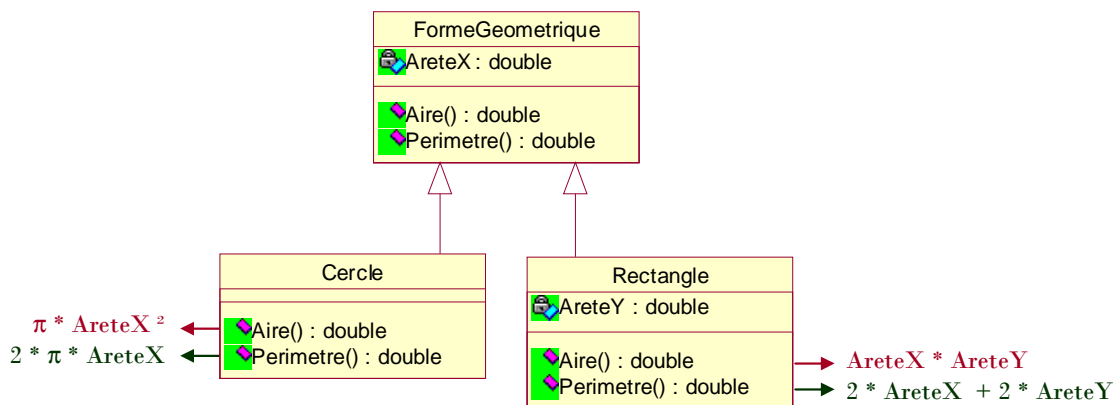 FormeGeometrique
AreteX : double
Aire() : double
Perimetre() : double
Cercle
Aire() : double
Perimetre() : double
π * AreteX ²
2 * π * AreteX
Rectangle
AreteY : double
Aire() : double
Perimetre() : double
AreteX * AreteY
2 * AreteX + 2 * AreteY